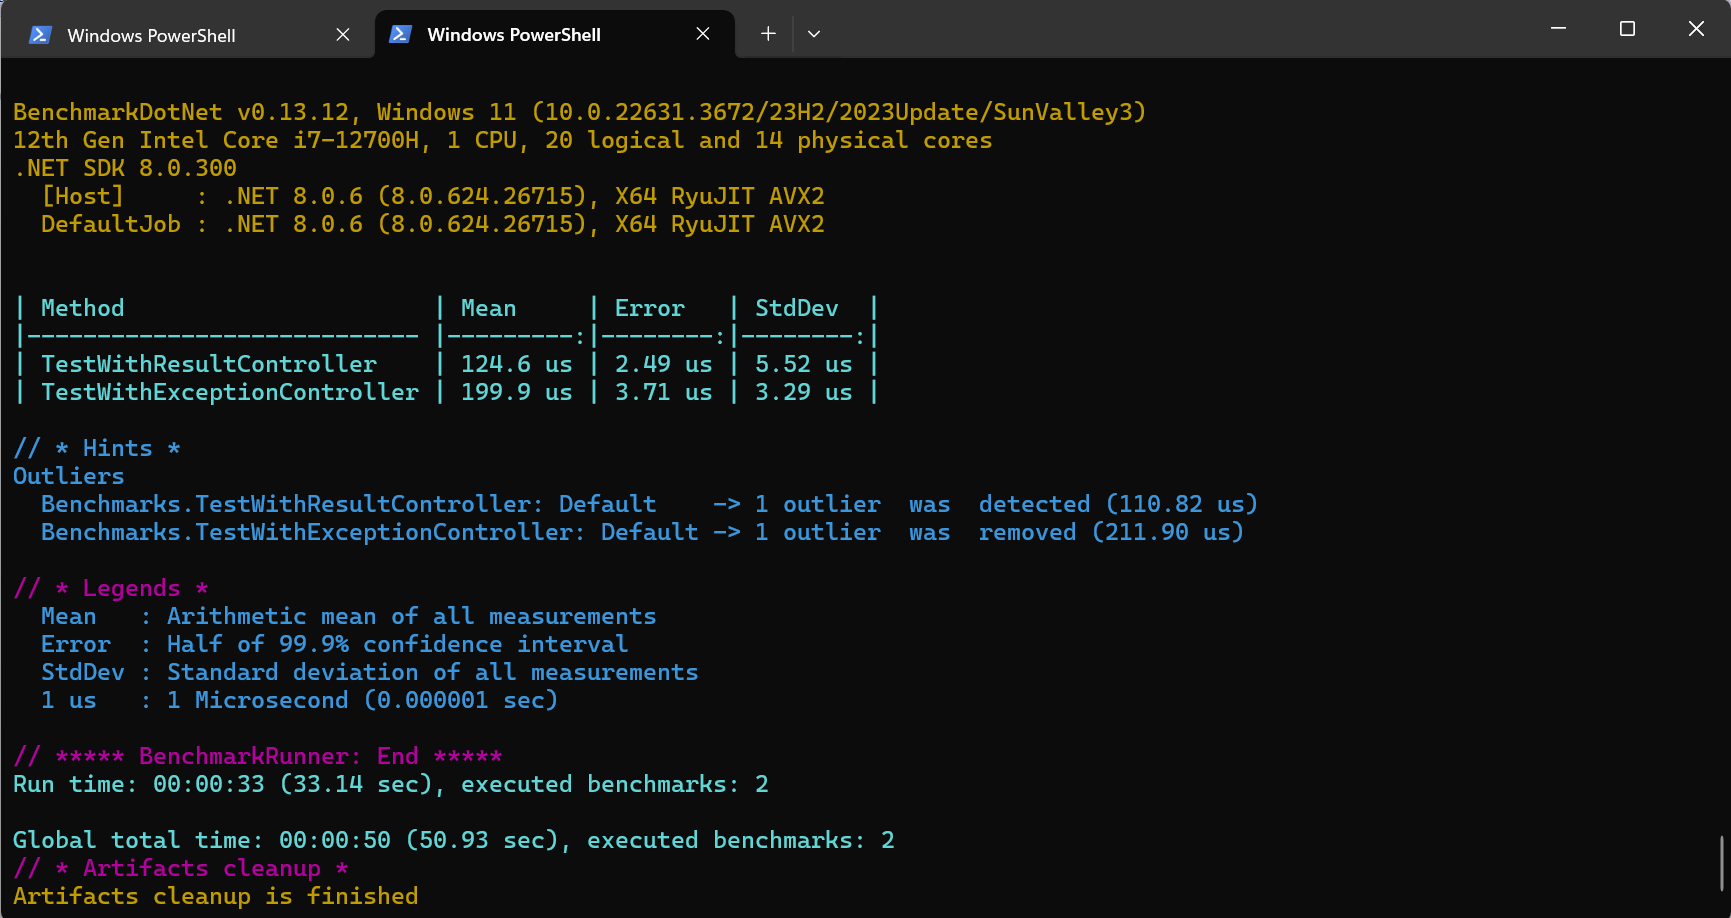 Windows PowerShell
Windows PowerShell
BenchmarkDotNet v0.13.12, Windows 11 (10.0.22631.3672/23H2/2023Update/SunValley3)
12th Gen Intel Core i7-12700H, 1 CPU, 20 logical and 14 physical cores
.NET SDK 8.0.300
  [Host]     : .NET 8.0.6 (8.0.624.26715), X64 RyuJIT AVX2
  DefaultJob : .NET 8.0.6 (8.0.624.26715), X64 RyuJIT AVX2
| Method                      | Mean     | Error   | StdDev  |
|---------------------------- |---------:|--------:|--------:|
| TestWithResultController    | 124.6 us | 2.49 us | 5.52 us |
| TestWithExceptionController | 199.9 us | 3.71 us | 3.29 us |
// * Hints *
Outliers
  Benchmarks.TestWithResultController: Default    -> 1 outlier  was  detected (110.82 us)
  Benchmarks.TestWithExceptionController: Default -> 1 outlier  was  removed (211.90 us)
// * Legends *
  Mean   : Arithmetic mean of all measurements
  Error  : Half of 99.9% confidence interval
  StdDev : Standard deviation of all measurements
  1 us   : 1 Microsecond (0.000001 sec)
// ***** BenchmarkRunner: End *****
Run time: 00:00:33 (33.14 sec), executed benchmarks: 2
Global total time: 00:00:50 (50.93 sec), executed benchmarks: 2
// * Artifacts cleanup *
Artifacts cleanup is finished